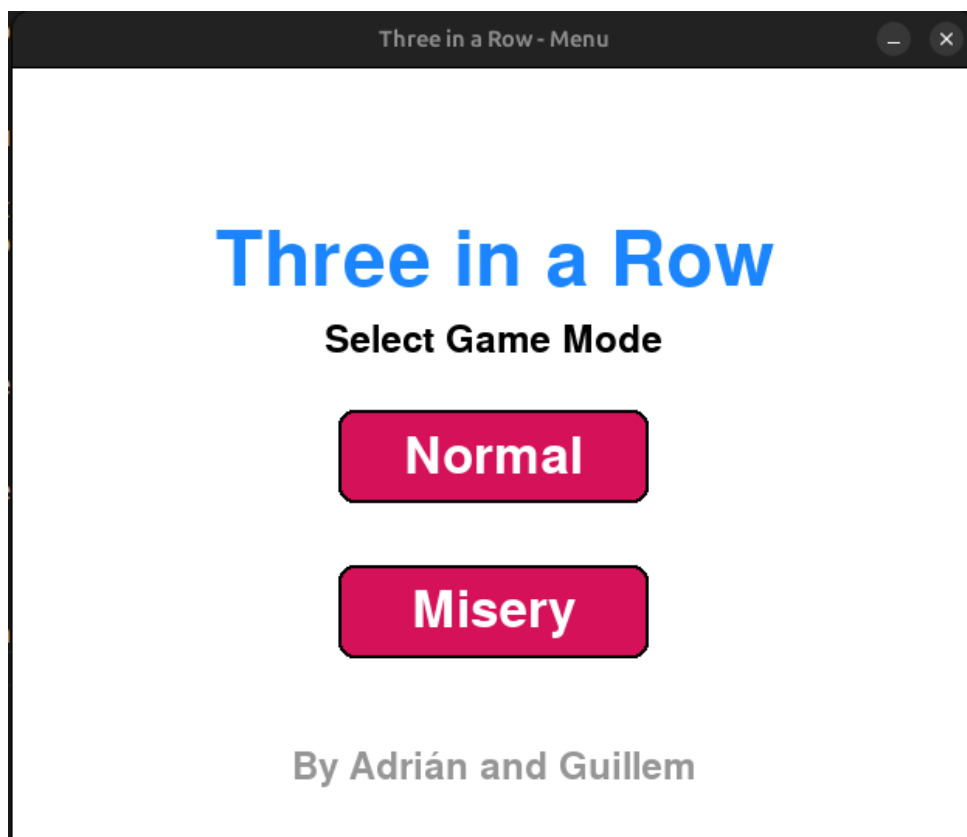 Three in a Row - Menu
Three in a Row
Select Game Mode
Normal
Misery
By Adrián and Guillem